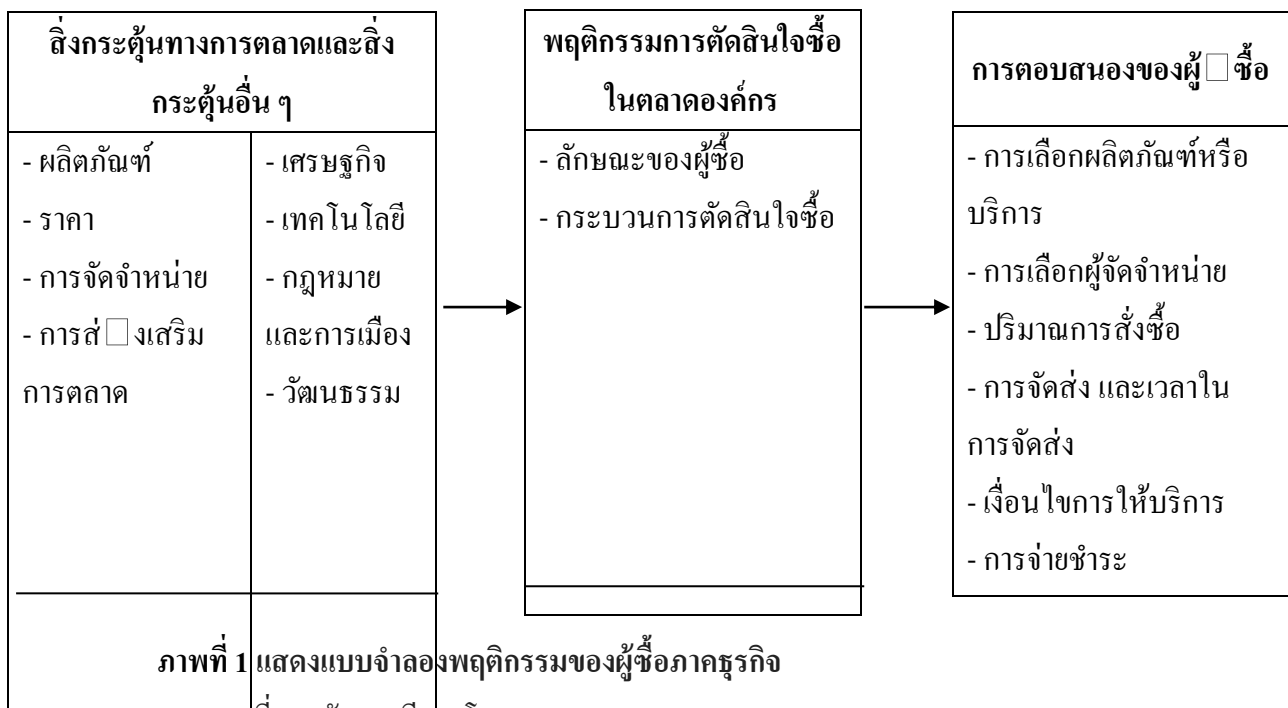 สิ่งกระตุ้นทางการตลาดและสิ่ง
กระตุ้นอื่น ๆ
- ผลิตภัณฑ์
- ราคา
- การจัดจำหน่าย
- การส่□งเสริม
การตลาด
- เศรษฐกิจ
- เทคโนโลยี
- กฎหมาย
และการเมือง
- วัฒนธรรม
พฤติกรรมการตัดสินใจซื้อ
ในตลาดองค์กร
- ลักษณะของผู้ซื้อ
- กระบวนการตัดสินใจซื้อ
การตอบสนองของผู้□ซื้อ
- การเลือกผลิตภัณฑ์หรือ
บริการ
- การเลือกผู้จัดจำหน่าย
- ปริมาณการสั่งซื้อ
- การจัดส่ง และเวลาใน
การจัดส่ง
- เงื่อนไขการให้บริการ
- การจ่ายชำระ
ภาพที่ 1 แสดงแบบจำลองพฤติกรรมของผู้ซื้อภาคธุรกิจ